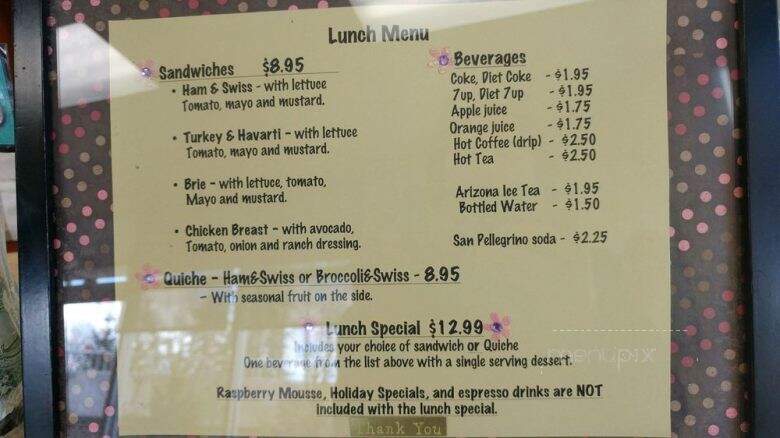 Lunch Menu
Sandwiches $8.95
• Ham & Swiss - with lettuce
Tomato, mayo and mustard.
• Turkey & Havarti - with lettuce
Tomato, mayo and mustard.
• Brie - with lettuce, tomato,
Mayo and mustard.
• Chicken Breast - with avocado,
Tomato, onion and ranch dressing.
Beverages
Coke, Diet Coke - $1.95
7up, Diet 7up - $1.95
Apple juice - $1.75
Orange juice - $1.75
Hot Coffee (drip) - $2.50
Hot Tea - $2.50
Arizona Ice Tea - $1.95
Bottled Water - $1.50
San Pellegrino soda - $2.25
Quiche - Ham&Swiss or Broccoli&Swiss - 8.95
- With seasonal fruit on the side.
Lunch Special $12.99
Includes your choice of sandwich or Quiche
One beverage from the list above with a single serving dessert.
Raspberry Mousse, Holiday Specials, and espresso drinks are NOT
included with the lunch special.
Thank You
menupix